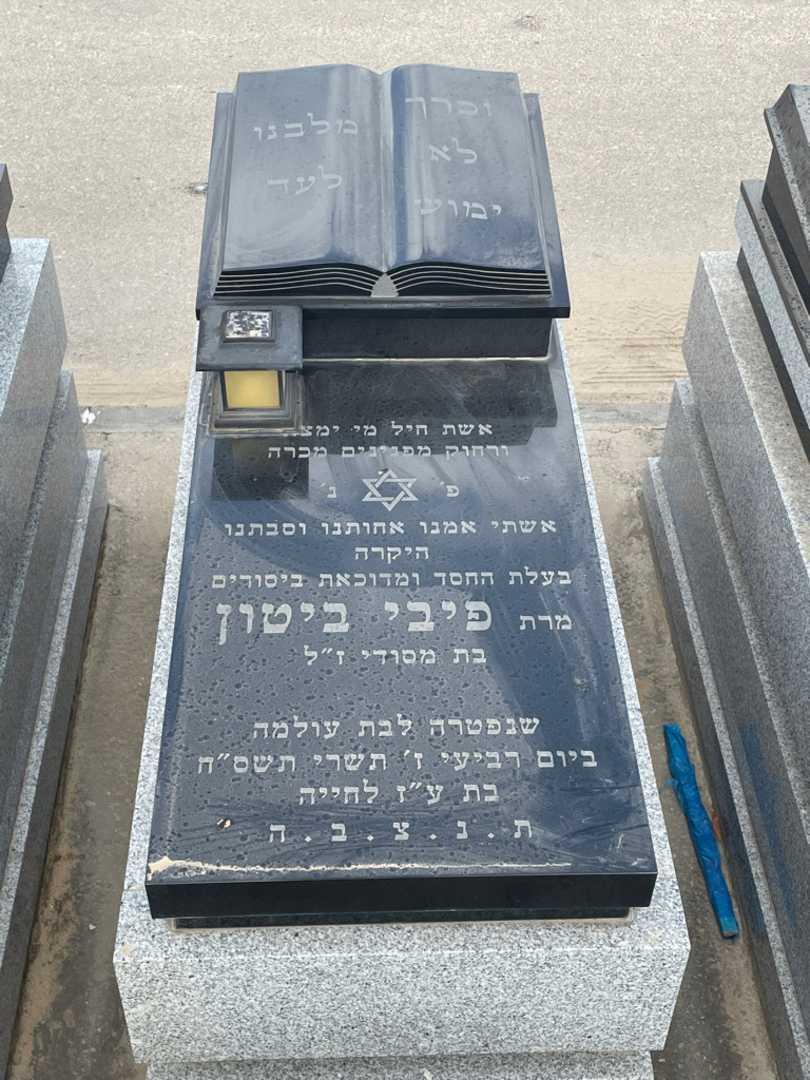 וכרך
לא
ימוש
מלבנו
לעד
אשת חיל מי ימצא
ורחוק מפנינים מכרה
פ׳ נ׳
אשתי אמנו אחותנו וסבתנו
היקרה
בעלת החסד ומדוכאת ביסורים
מרת פיבי ביטון
בת מסודי ז״ל
שנפטרה לבת עולמה
ביום רביעי ז׳ תשרי תשס״ח
בת ע״ז לחייה
ת . נ . צ . ב . ה